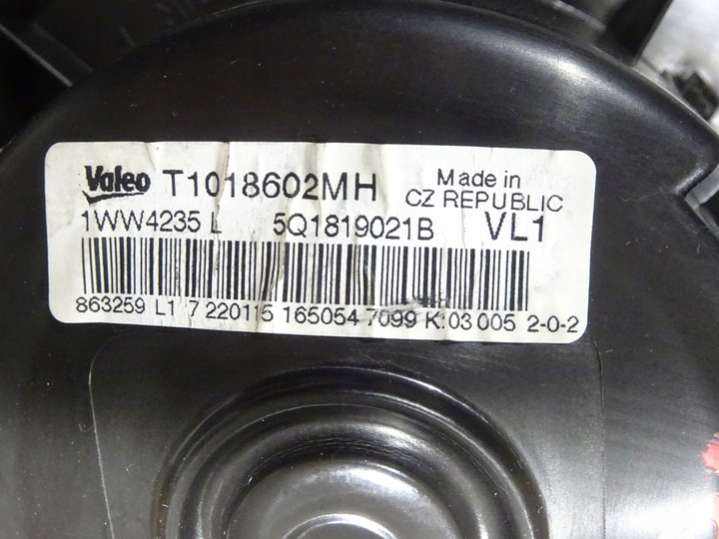 Valeo T1018602MH Made in
CZ REPUBLIC
1WW4235 L 5Q1819021B VL1
863259 L1 7 220115 165054 7099 K:03 005 2-0-2